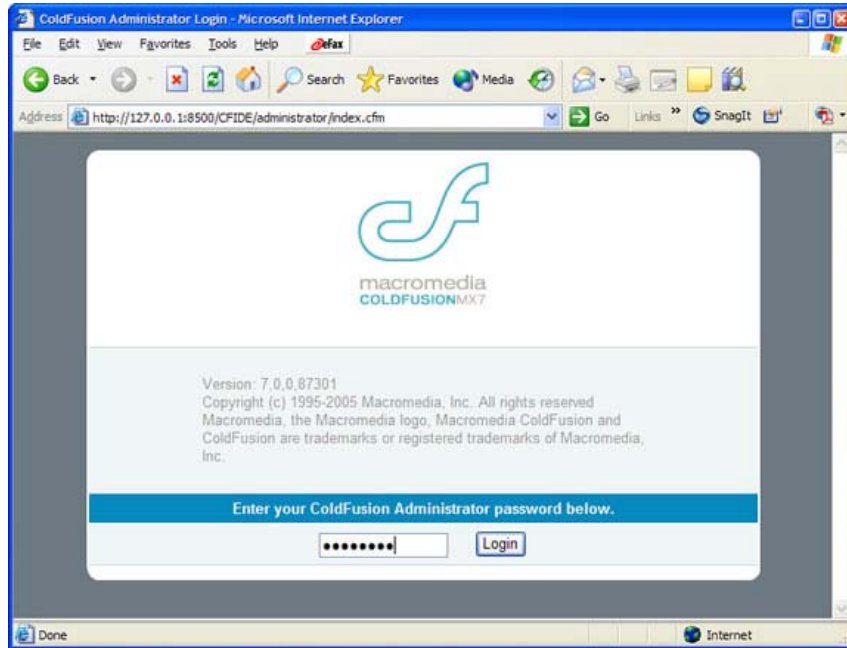 ColdFusion Administrator Login - Microsoft Internet Explorer
File Edit View Favorites Tools Help eFax
Back Search Favorites Media
Address http://127.0.0.1:8500/CFIDE/administrator/index.cfm Go Links » SnagIt
cf
macromedia
COLDFUSIONMX7
Version: 7,0,0,87301
Copyright (c) 1995-2005 Macromedia, Inc. All rights reserved
Macromedia, the Macromedia logo, Macromedia ColdFusion and
ColdFusion are trademarks or registered trademarks of Macromedia,
Inc.
Enter your ColdFusion Administrator password below.
●●●●●●●● Login
Done Internet